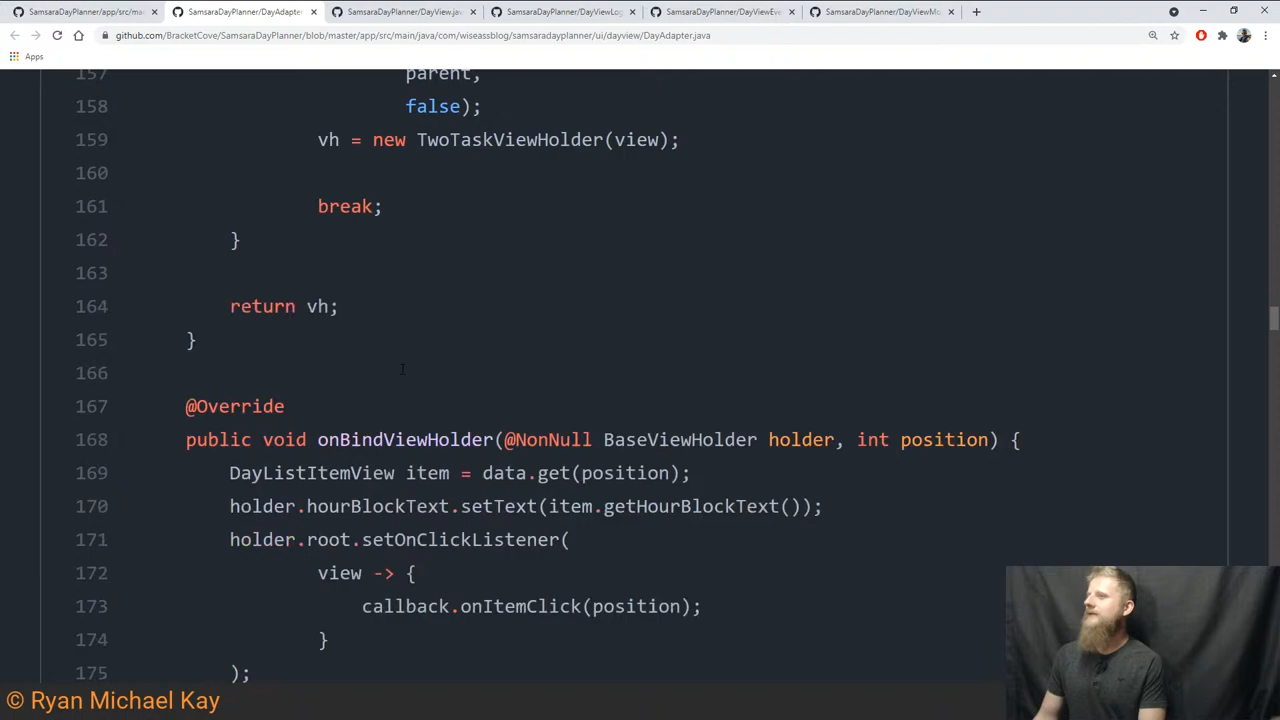 SamsaraDayPlanner/app/src/ma
SamsaraDayPlanner/DayAdapter
SamsaraDayPlanner/DayView.jav
SamsaraDayPlanner/DayViewLog
SamsaraDayPlanner/DayViewEve
SamsaraDayPlanner/DayViewMo
github.com/BracketCove/SamsaraDayPlanner/blob/master/app/src/main/java/com/wiseassblog/samsaradayplanner/ui/dayview/DayAdapter.java
Apps
157 parent,
158 false);
159 vh = new TwoTaskViewHolder(view);
160
161 break;
162 }
163
164 return vh;
165 }
166
167 @Override
168 public void onBindViewHolder(@NonNull BaseViewHolder holder, int position) {
169 DayListItemView item = data.get(position);
170 holder.hourBlockText.setText(item.getHourBlockText());
171 holder.root.setOnClickListener(
172 view -> {
173 callback.onItemClick(position);
174 }
175 );
© Ryan Michael Kay